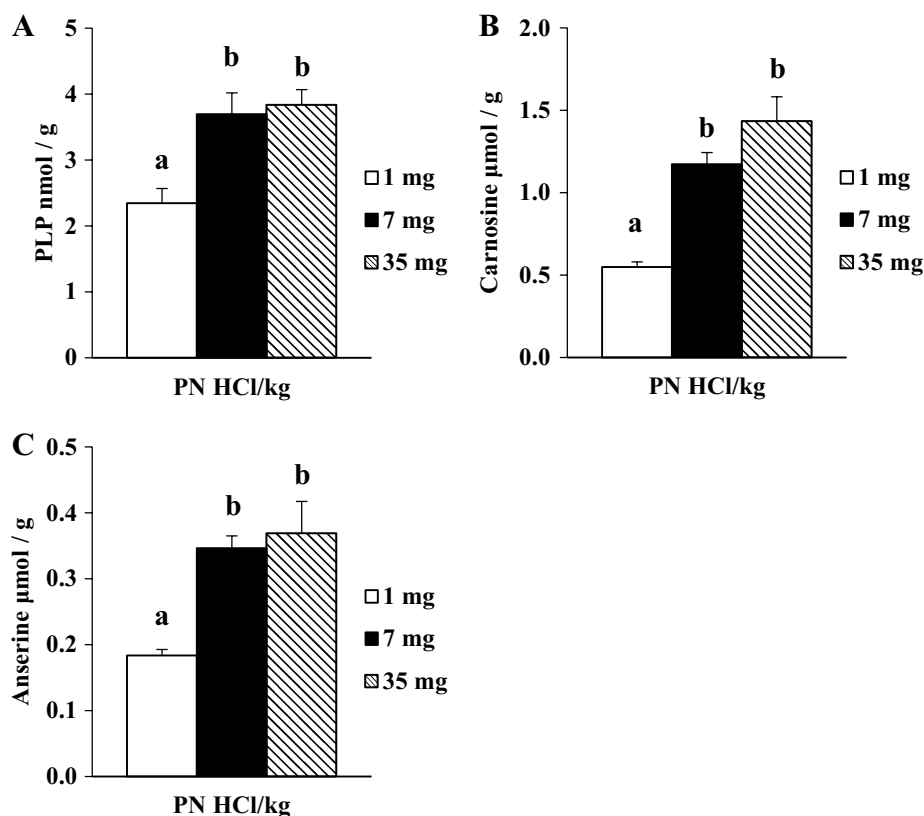 A
PLP nmol / g
5
4
3
2
1
0
a
b
b
PN HCl/kg
1 mg
7 mg
35 mg
B
Carnosine µmol / g
2.0
1.5
1.0
0.5
0.0
a
b
b
PN HCl/kg
1 mg
7 mg
35 mg
C
Anserine µmol / g
0.5
0.4
0.3
0.2
0.1
0.0
a
b
b
PN HCl/kg
1 mg
7 mg
35 mg